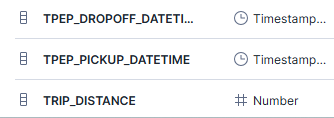 TPEP_DROPOFF_DATETI... Timestamp...
TPEP_PICKUP_DATETIME Timestamp...
TRIP_DISTANCE Number